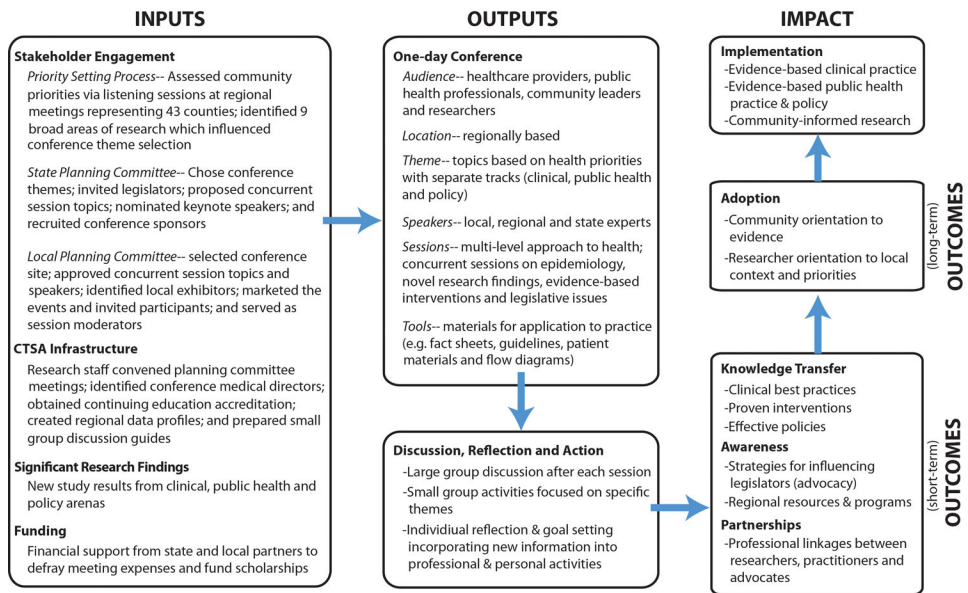 INPUTS
Stakeholder Engagement
Priority Setting Process-- Assessed community
priorities via listening sessions at regional
meetings representing 43 counties; identified 9
broad areas of research which influenced
conference theme selection
State Planning Committee-- Chose conference
themes; invited legislators; proposed concurrent
session topics; nominated keynote speakers; and
recruited conference sponsors
Local Planning Committee-- selected conference
site; approved concurrent session topics and
speakers; identified local exhibitors; marketed the
events and invited participants; and served as
session moderators
CTSA Infrastructure
Research staff convened planning committee
meetings; identified conference medical directors;
obtained continuing education accreditation;
created regional data profiles; and prepared small
group discussion guides
Significant Research Findings
New study results from clinical, public health and
policy arenas
Funding
Financial support from state and local partners to
defray meeting expenses and fund scholarships
OUTPUTS
One-day Conference
Audience-- healthcare providers, public
health professionals, community leaders
and researchers
Location-- regionally based
Theme-- topics based on health priorities
with separate tracks (clinical, public health
and policy)
Speakers-- local, regional and state experts
Sessions-- multi-level approach to health;
concurrent sessions on epidemiology,
novel research findings, evidence-based
interventions and legislative issues
Tools-- materials for application to practice
(e.g. fact sheets, guidelines, patient
materials and flow diagrams)
Discussion, Reflection and Action
-Large group discussion after each session
-Small group activities focused on specific
themes
-Individiual reflection & goal setting
incorporating new information into
professional & personal activities
IMPACT
Implementation
-Evidence-based clinical practice
-Evidence-based public health
practice & policy
-Community-informed research
Adoption
-Community orientation to
evidence
-Researcher orientation to local
context and priorities
(long-term)
OUTCOMES
Knowledge Transfer
-Clinical best practices
-Proven interventions
-Effective policies
Awareness
-Strategies for influencing
legislators (advocacy)
-Regional resources & programs
Partnerships
-Professional linkages between
researchers, practitioners and
advocates
(short-term)
OUTCOMES